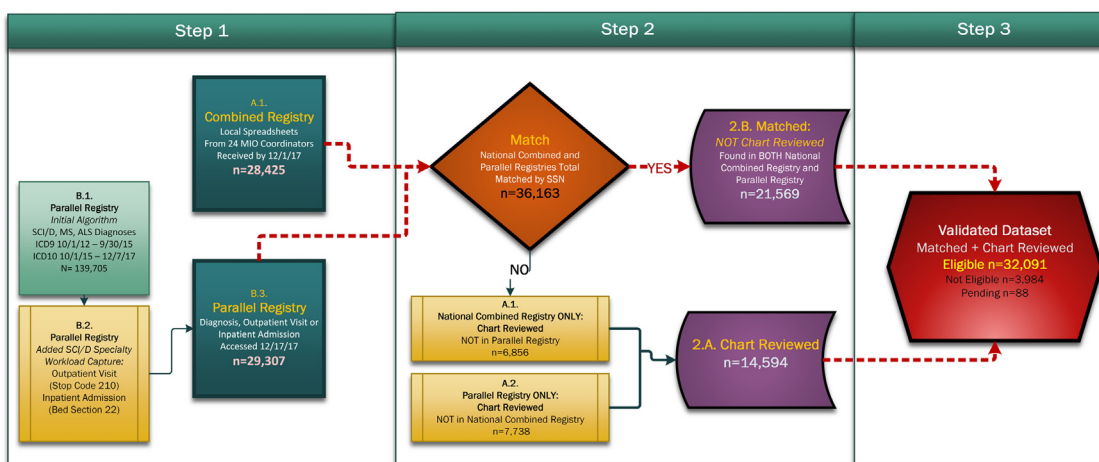 Step 1
Step 2
Step 3
A.1.
Combined Registry
Local Spreadsheets
From 24 MIO Coordinators
Received by 12/1/17
n=28,425
B.1.
Parallel Registry
Initial Algorithm
SCI/D, MS, ALS Diagnoses
ICD9 10/1/12 – 9/30/15
ICD10 10/1/15 – 12/7/17
N= 139,705
B.2.
Parallel Registry
Added SCI/D Specialty
Workload Capture:
Outpatient Visit
(Stop Code 210)
Inpatient Admission
(Bed Section 22)
B.3.
Parallel Registry
Diagnosis, Outpatient Visit or
Inpatient Admission
Accessed 12/17/17
n=29,307
Match
National Combined and
Parallel Registries Total
Matched by SSN
n=36,163
YES
NO
2.B. Matched:
NOT Chart Reviewed
Found in BOTH National
Combined Registry and
Parallel Registry
n=21,569
A.1.
National Combined Registry ONLY:
Chart Reviewed
NOT in Parallel Registry
n=6,856
A.2.
Parallel Registry ONLY:
Chart Reviewed
NOT in National Combined Registry
n=7,738
2.A. Chart Reviewed
n=14,594
Validated Dataset
Matched + Chart Reviewed
Eligible n=32,091
Not Eligible n=3,984
Pending n=88